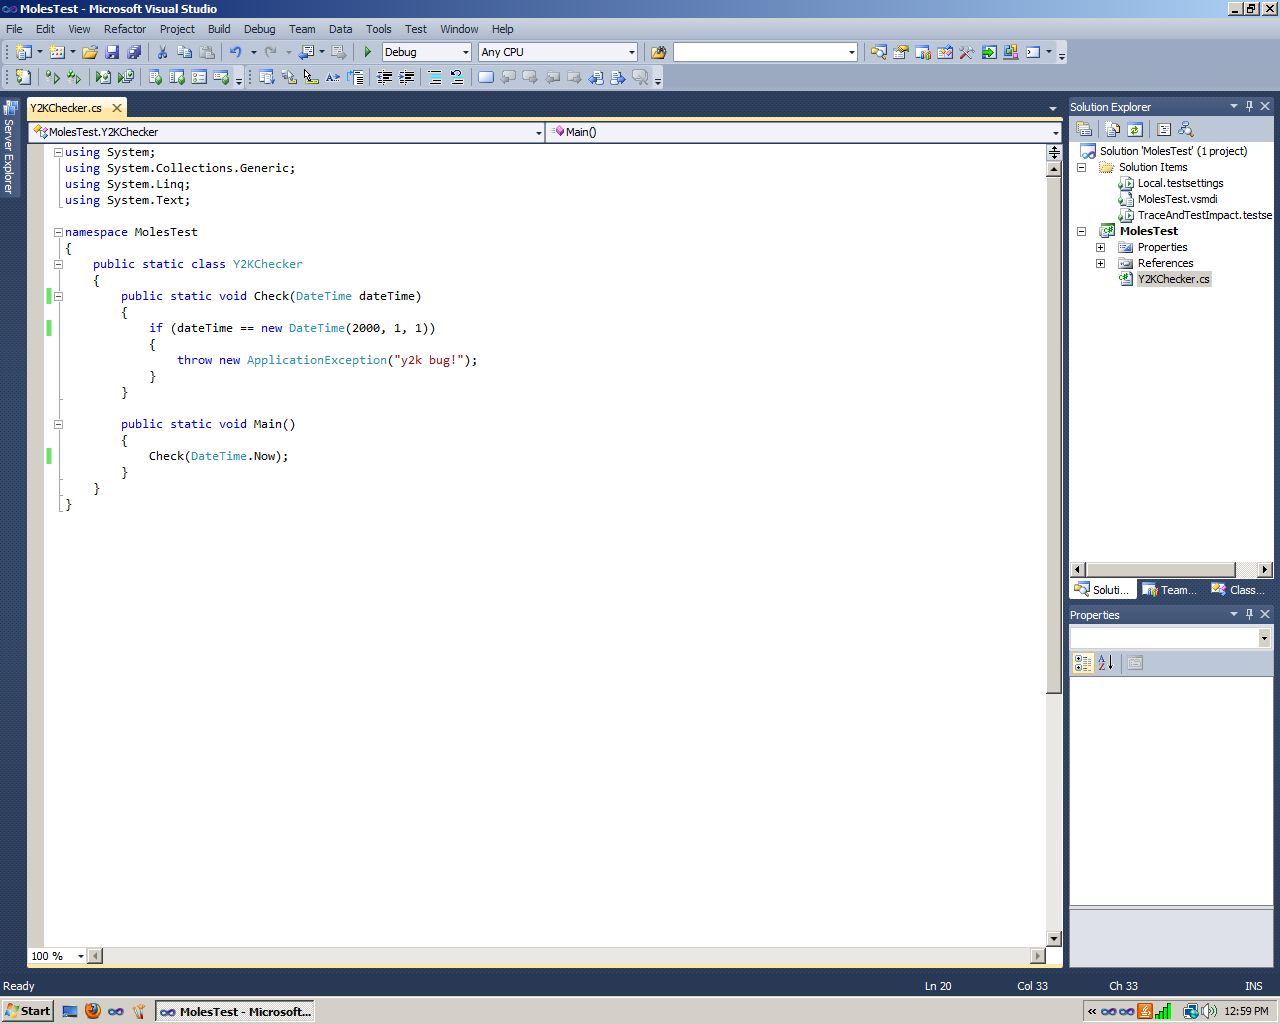 MolesTest - Microsoft Visual Studio
File Edit View Refactor Project Build Debug Team Data Tools Test Window Help
Debug Any CPU
Server Explorer
Y2KChecker.cs
MolesTest.Y2KChecker Main()
using System;
using System.Collections.Generic;
using System.Linq;
using System.Text;
namespace MolesTest
{
public static class Y2KChecker
{
public static void Check(DateTime dateTime)
{
if (dateTime == new DateTime(2000, 1, 1))
{
throw new ApplicationException("y2k bug!");
}
}
public static void Main()
{
Check(DateTime.Now);
}
}
}
100 %
Solution Explorer
Solution 'MolesTest' (1 project)
Solution Items
Local.testsettings
MolesTest.vsmdi
TraceAndTestImpact.testse
MolesTest
Properties
References
Y2KChecker.cs
Soluti... Team... Class...
Properties
Ready Ln 20 Col 33 Ch 33 INS
Start MolesTest - Microsoft... 12:59 PM